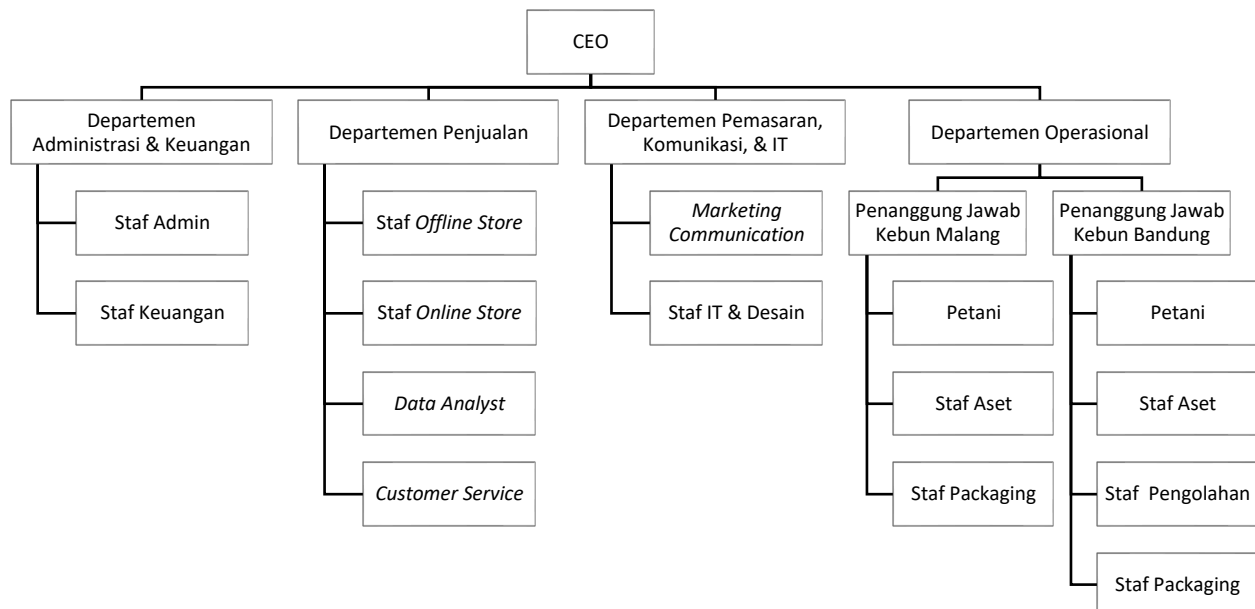 CEO
Departemen
Administrasi & Keuangan
Departemen Penjualan
Departemen Pemasaran,
Komunikasi, & IT
Departemen Operasional
Staf Admin
Staf Keuangan
Staf Offline Store
Staf Online Store
Data Analyst
Customer Service
Marketing
Communication
Staf IT & Desain
Penanggung Jawab
Kebun Malang
Petani
Staf Aset
Staf Packaging
Penanggung Jawab
Kebun Bandung
Petani
Staf Aset
Staf Pengolahan
Staf Packaging